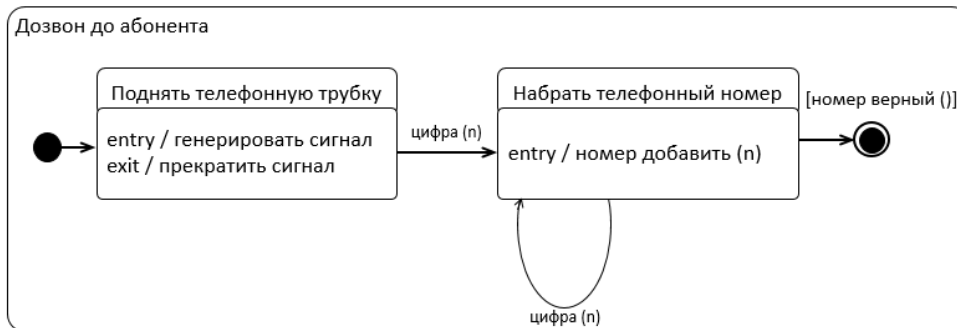 Дозвон до абонента
Поднять телефонную трубку
entry / генерировать сигнал
exit / прекратить сигнал
цифра (n)
Набрать телефонный номер
entry / номер добавить (n)
[номер верный ()]
цифра (n)